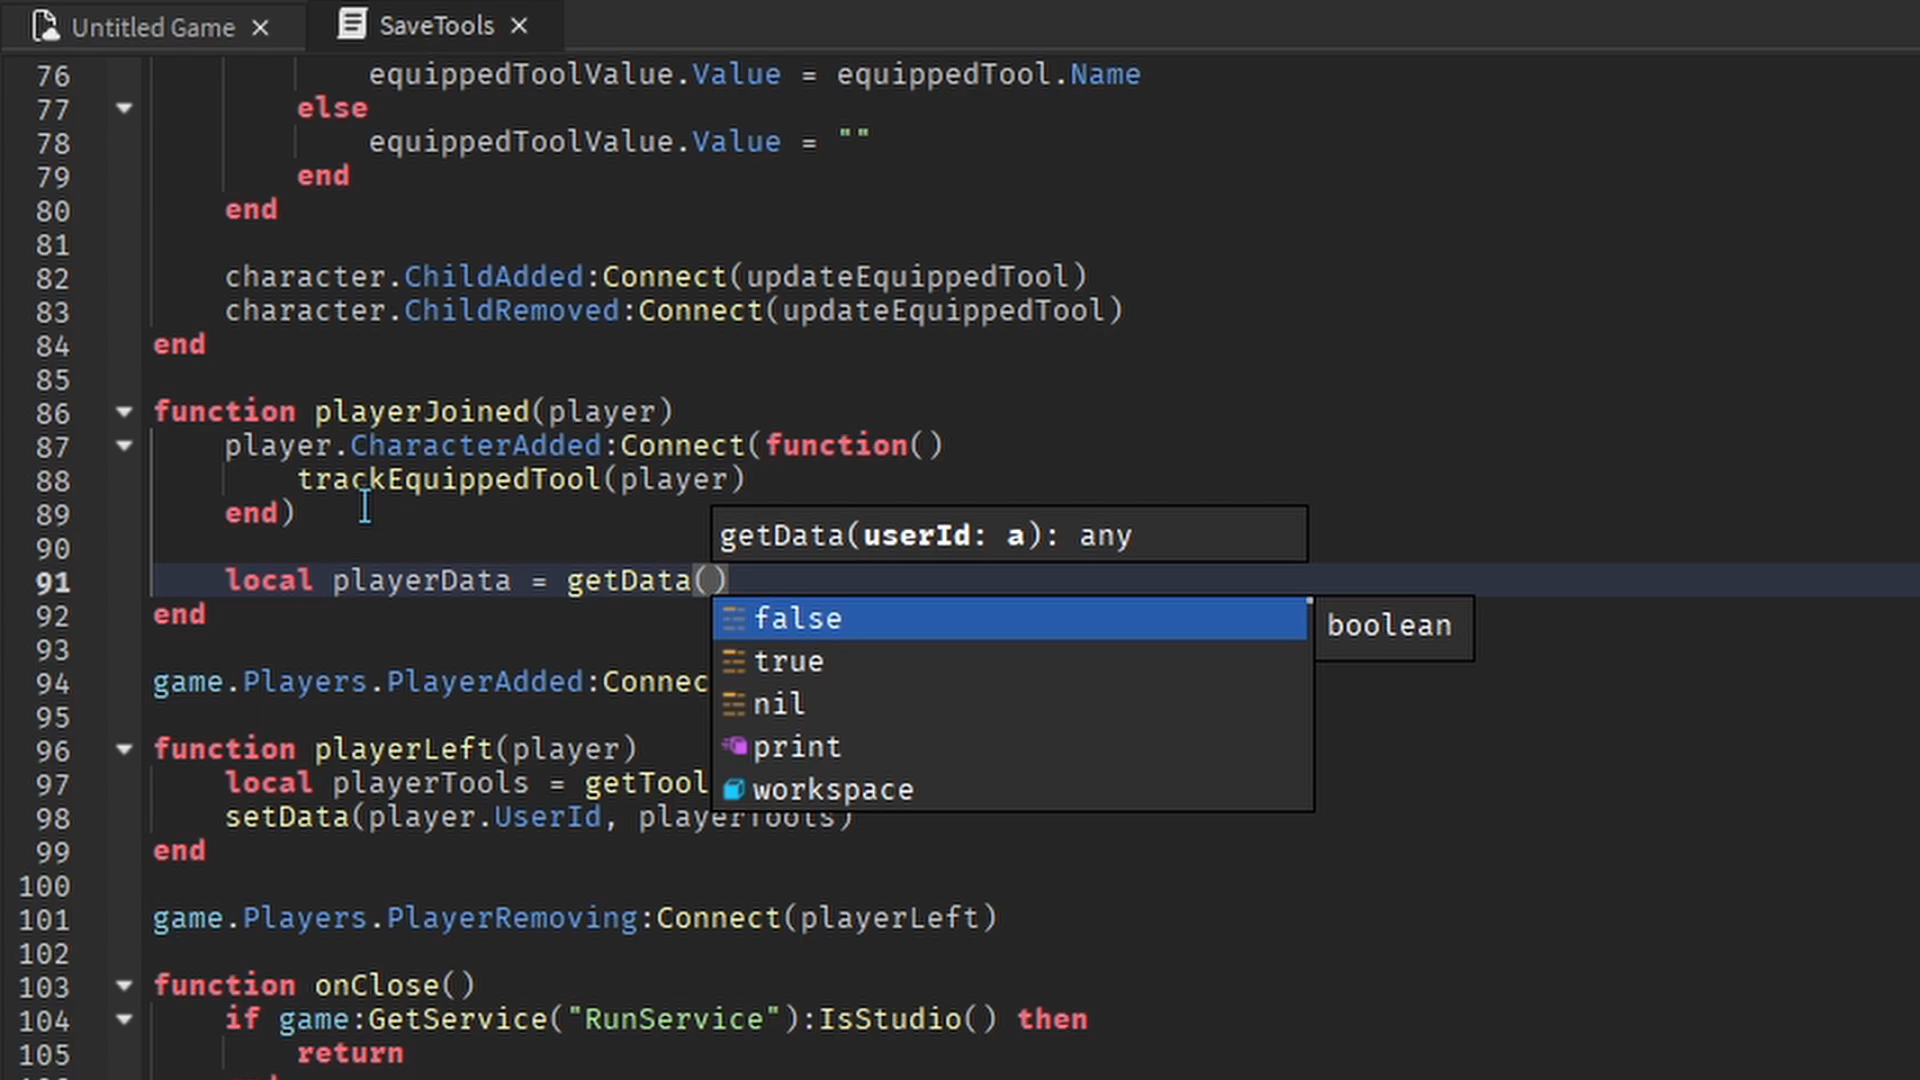 Untitled Game
SaveTools
76 equippedToolValue.Value = equippedTool.Name
77 else
78 equippedToolValue.Value = ""
79 end
80 end
81
82 character.ChildAdded:Connect(updateEquippedTool)
83 character.ChildRemoved:Connect(updateEquippedTool)
84 end
85
86 function playerJoined(player)
87 player.CharacterAdded:Connect(function()
88 trackEquippedTool(player)
89 end)
getData(userId: a): any
90
91 local playerData = getData()
92 end
false
boolean
93
true
94 game.Players.PlayerAdded:Connec
nil
95
96 function playerLeft(player)
print
97 local playerTools = getTool
workspace
98 setData(player.UserId, playerTools)
99 end
100
101 game.Players.PlayerRemoving:Connect(playerLeft)
102
103 function onClose()
104 if game:GetService("RunService"):IsStudio() then
105 return